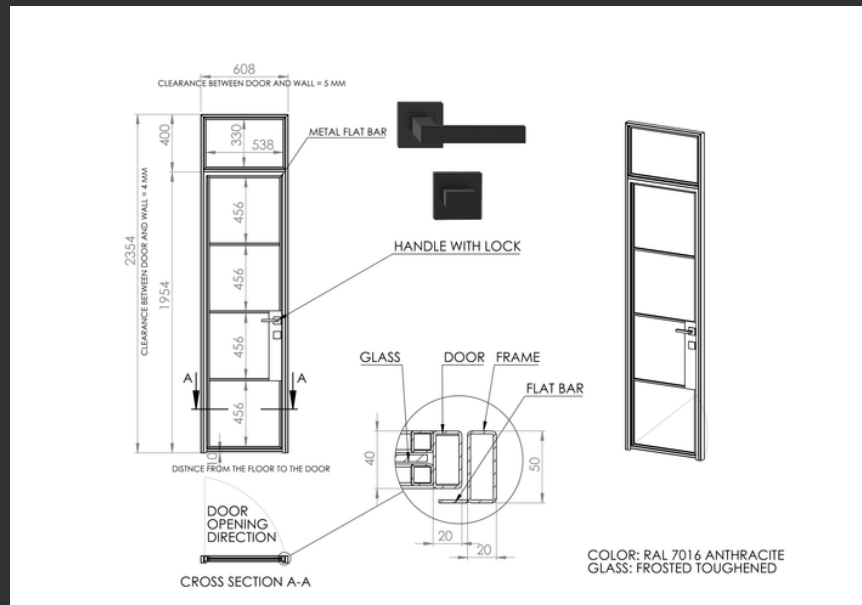 608
CLEARANCE BETWEEN DOOR AND WALL = 5 MM
400
330
538
METAL FLAT BAR
2354
CLEARANCE BETWEEN DOOR AND WALL = 4 MM
1954
456
456
456
456
HANDLE WITH LOCK
A
A
GLASS
DOOR
FRAME
FLAT BAR
40
50
20
20
10
DISTNCE FROM THE FLOOR TO THE DOOR
DOOR
OPENING
DIRECTION
CROSS SECTION A-A
COLOR: RAL 7016 ANTHRACITE
GLASS: FROSTED TOUGHENED